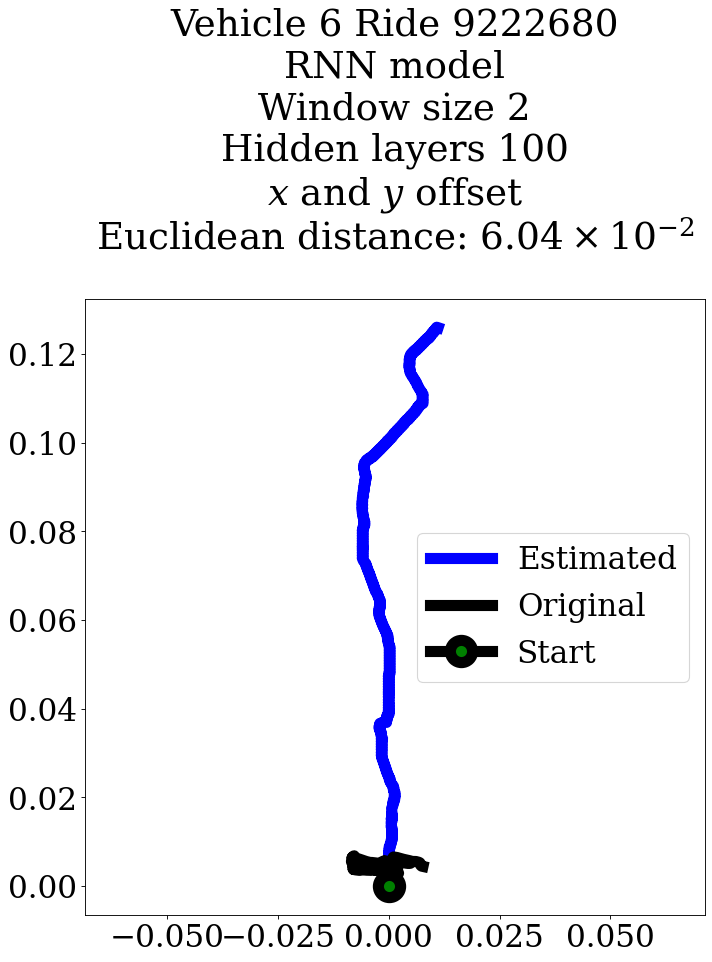 Vehicle 6 Ride 9222680
RNN model
Window size 2
Hidden layers 100
x and y offset
Euclidean distance: 6.04 × 10⁻²
0.12
0.10
0.08
0.06
0.04
0.02
0.00
Estimated
Original
Start
−0.050 −0.025 0.000 0.025 0.050